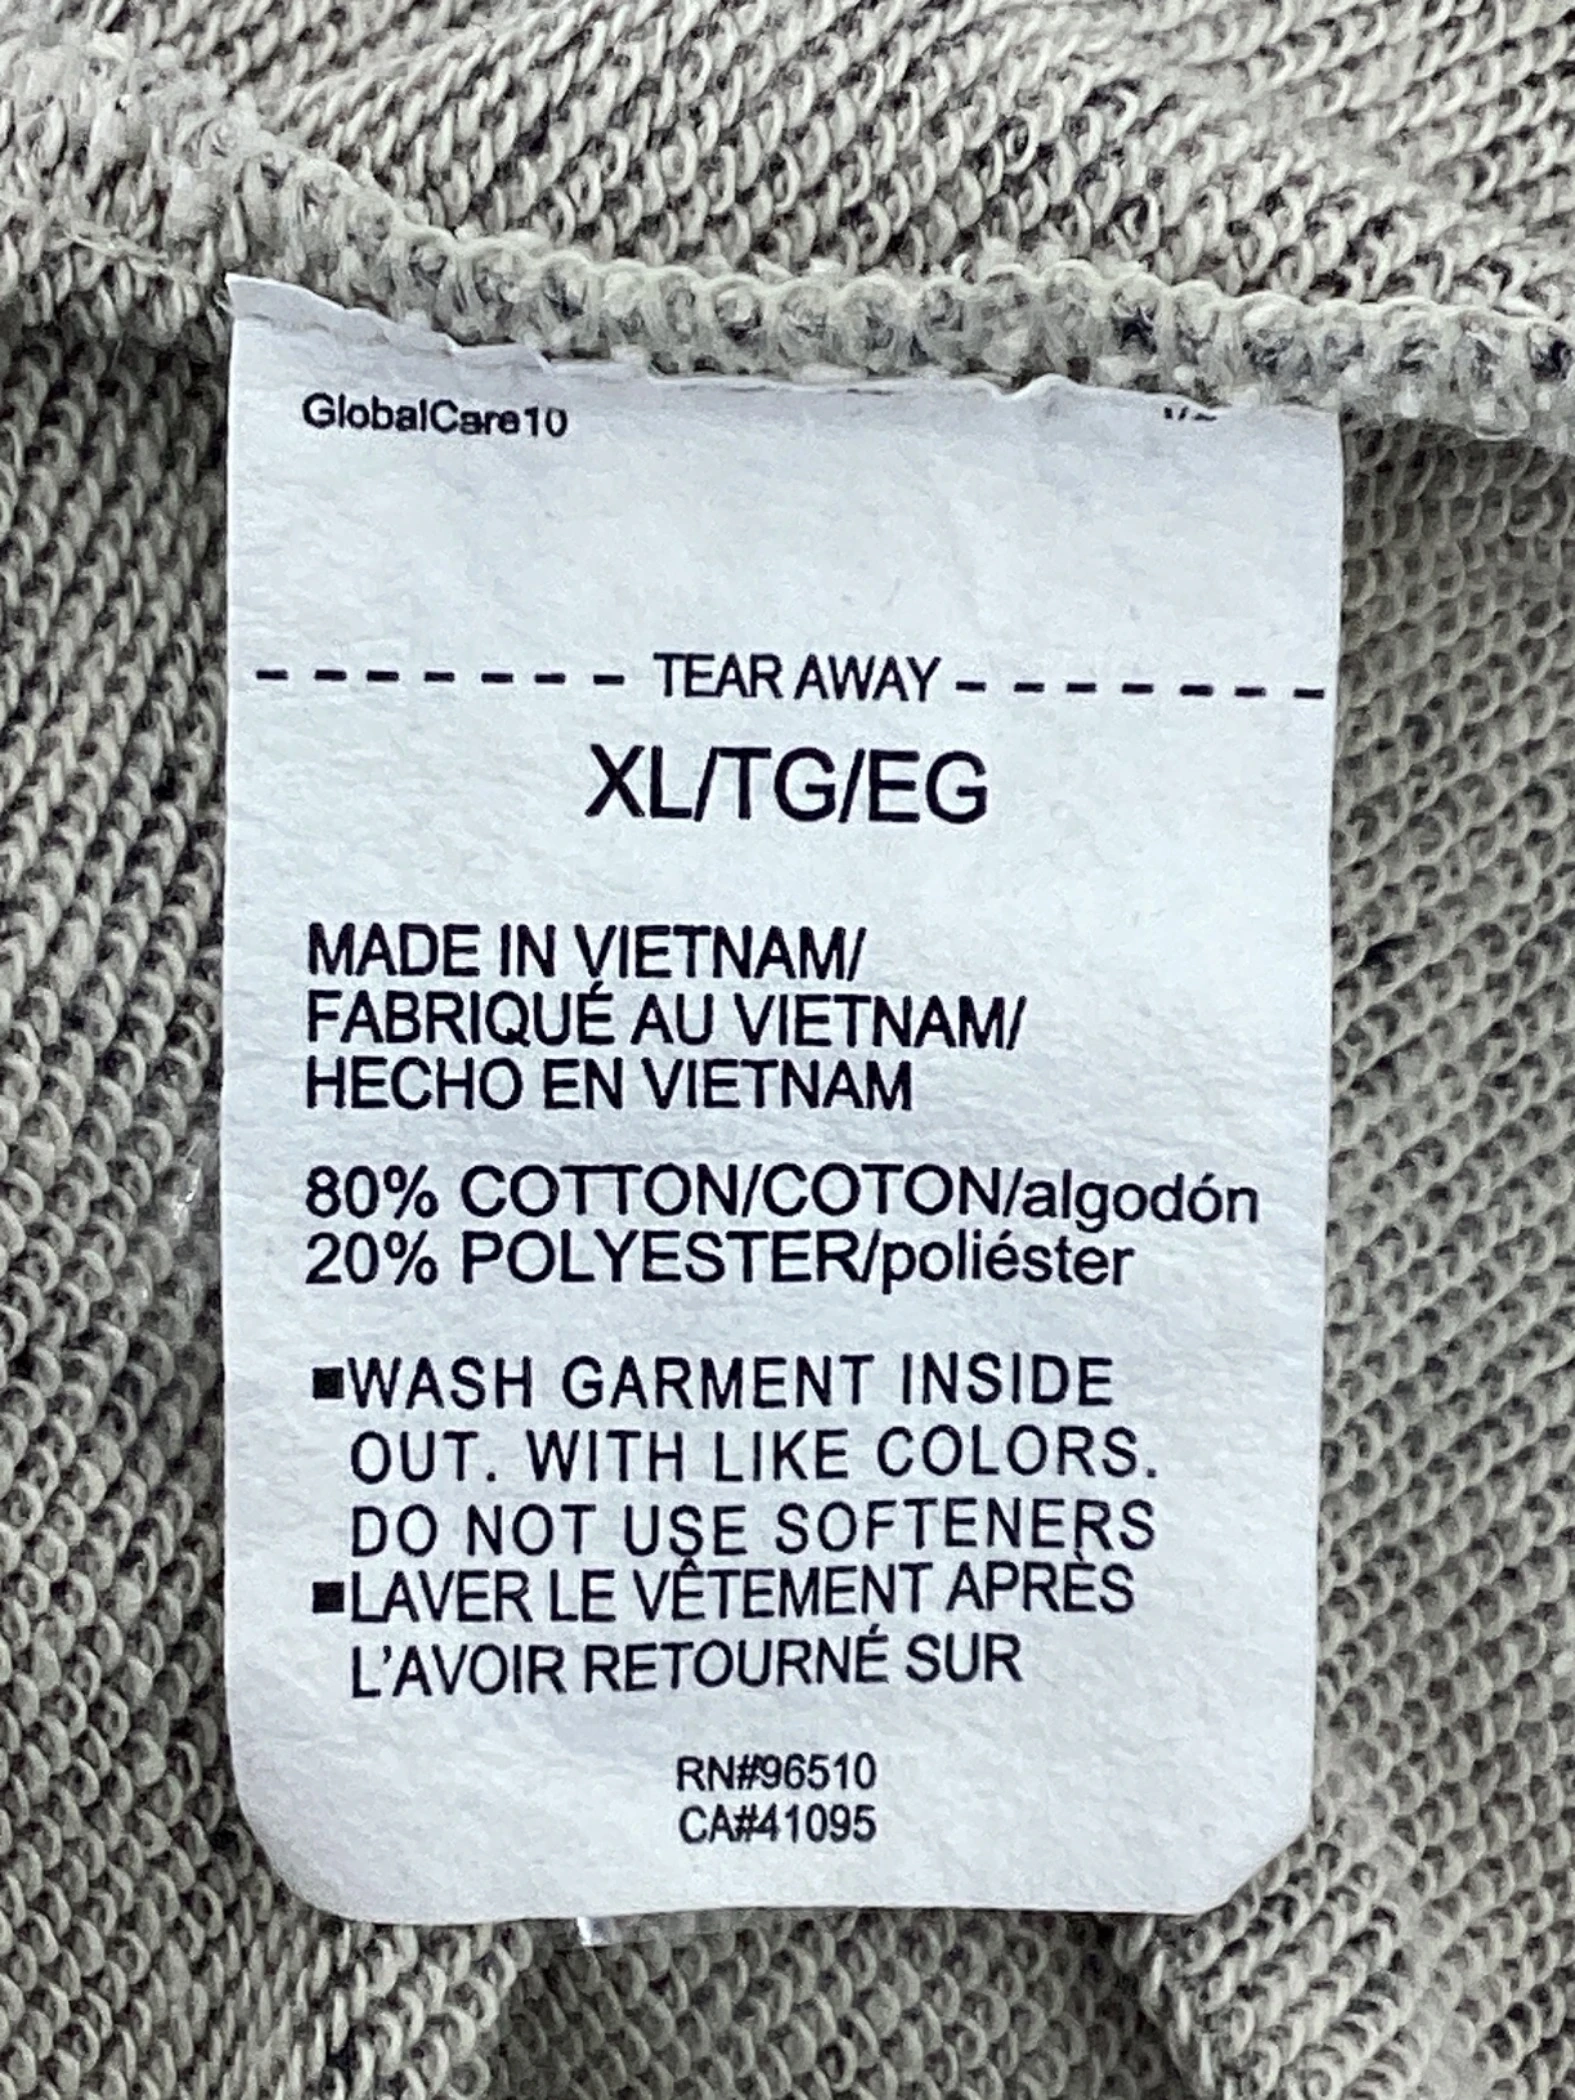 GlobalCare10
TEAR AWAY
XL/TG/EG
MADE IN VIETNAM/
FABRIQUÉ AU VIETNAM/
HECHO EN VIETNAM
80% COTTON/COTON/algodón
20% POLYESTER/poliéster
■WASH GARMENT INSIDE
OUT. WITH LIKE COLORS.
DO NOT USE SOFTENERS
■LAVER LE VÊTEMENT APRÈS
L'AVOIR RETOURNÉ SUR
RN#96510
CA#41095